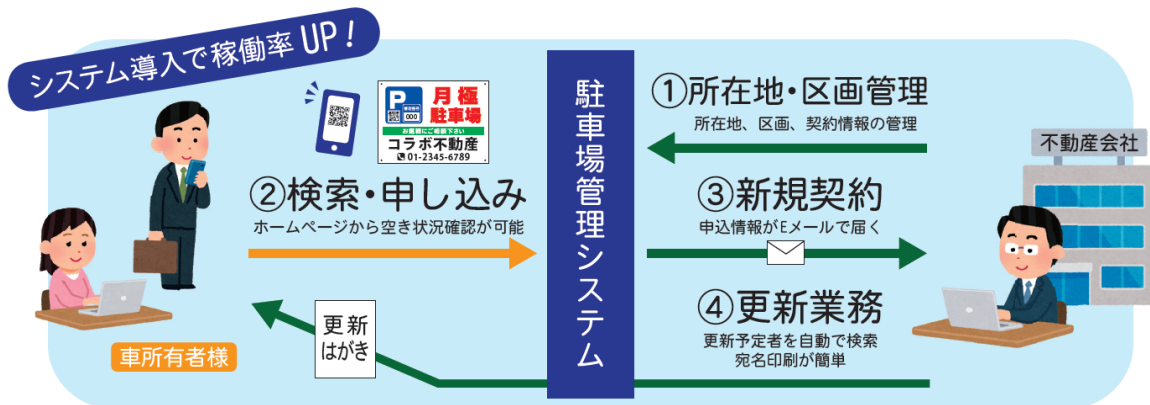 システム導入で稼働率UP！
P
契約番号
000
月極
駐車場
お気軽にご相談下さい
コラボ不動産
01-2345-6789
②検索・申し込み
ホームページから空き状況確認が可能
更新
はがき
車所有者様
駐車場管理システム
①所在地・区画管理
所在地、区画、契約情報の管理
不動産会社
③新規契約
申込情報がEメールで届く
④更新業務
更新予定者を自動で検索
宛名印刷が簡単